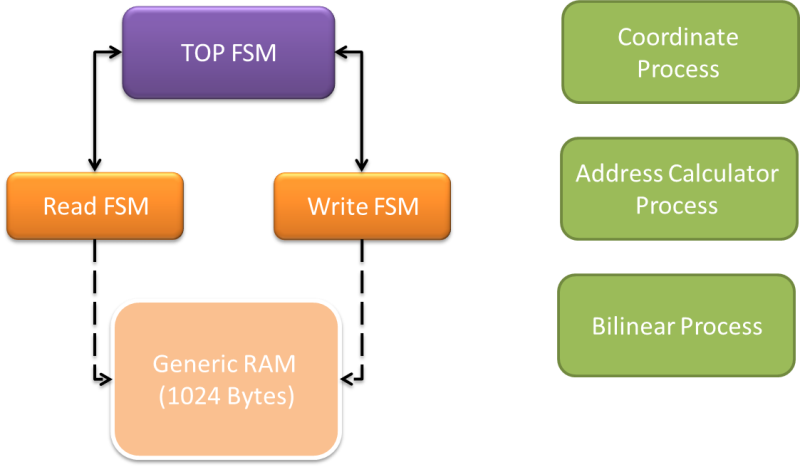 TOP FSM
Read FSM
Write FSM
Generic RAM
(1024 Bytes)
Coordinate
Process
Address Calculator
Process
Bilinear Process